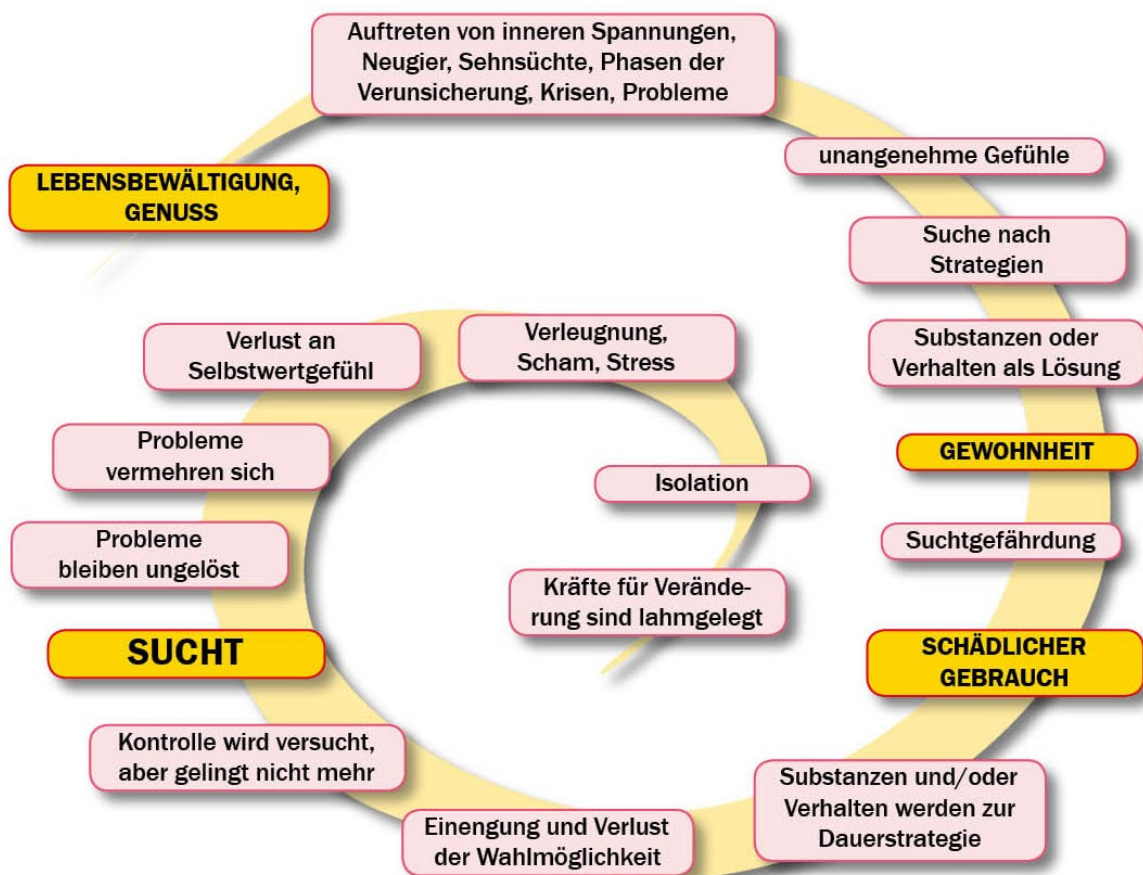 LEBENSBEWÄLTIGUNG,
GENUSS
Auftreten von inneren Spannungen,
Neugier, Sehnsüchte, Phasen der
Verunsicherung, Krisen, Probleme
unangenehme Gefühle
Suche nach
Strategien
Substanzen oder
Verhalten als Lösung
GEWOHNHEIT
Suchtgefährdung
SCHÄDLICHER
GEBRAUCH
Substanzen und/oder
Verhalten werden zur
Dauerstrategie
Einengung und Verlust
der Wahlmöglichkeit
Kontrolle wird versucht,
aber gelingt nicht mehr
SUCHT
Probleme
bleiben ungelöst
Probleme
vermehren sich
Verlust an
Selbstwertgefühl
Verleugnung,
Scham, Stress
Isolation
Kräfte für Verände-
rung sind lahmgelegt